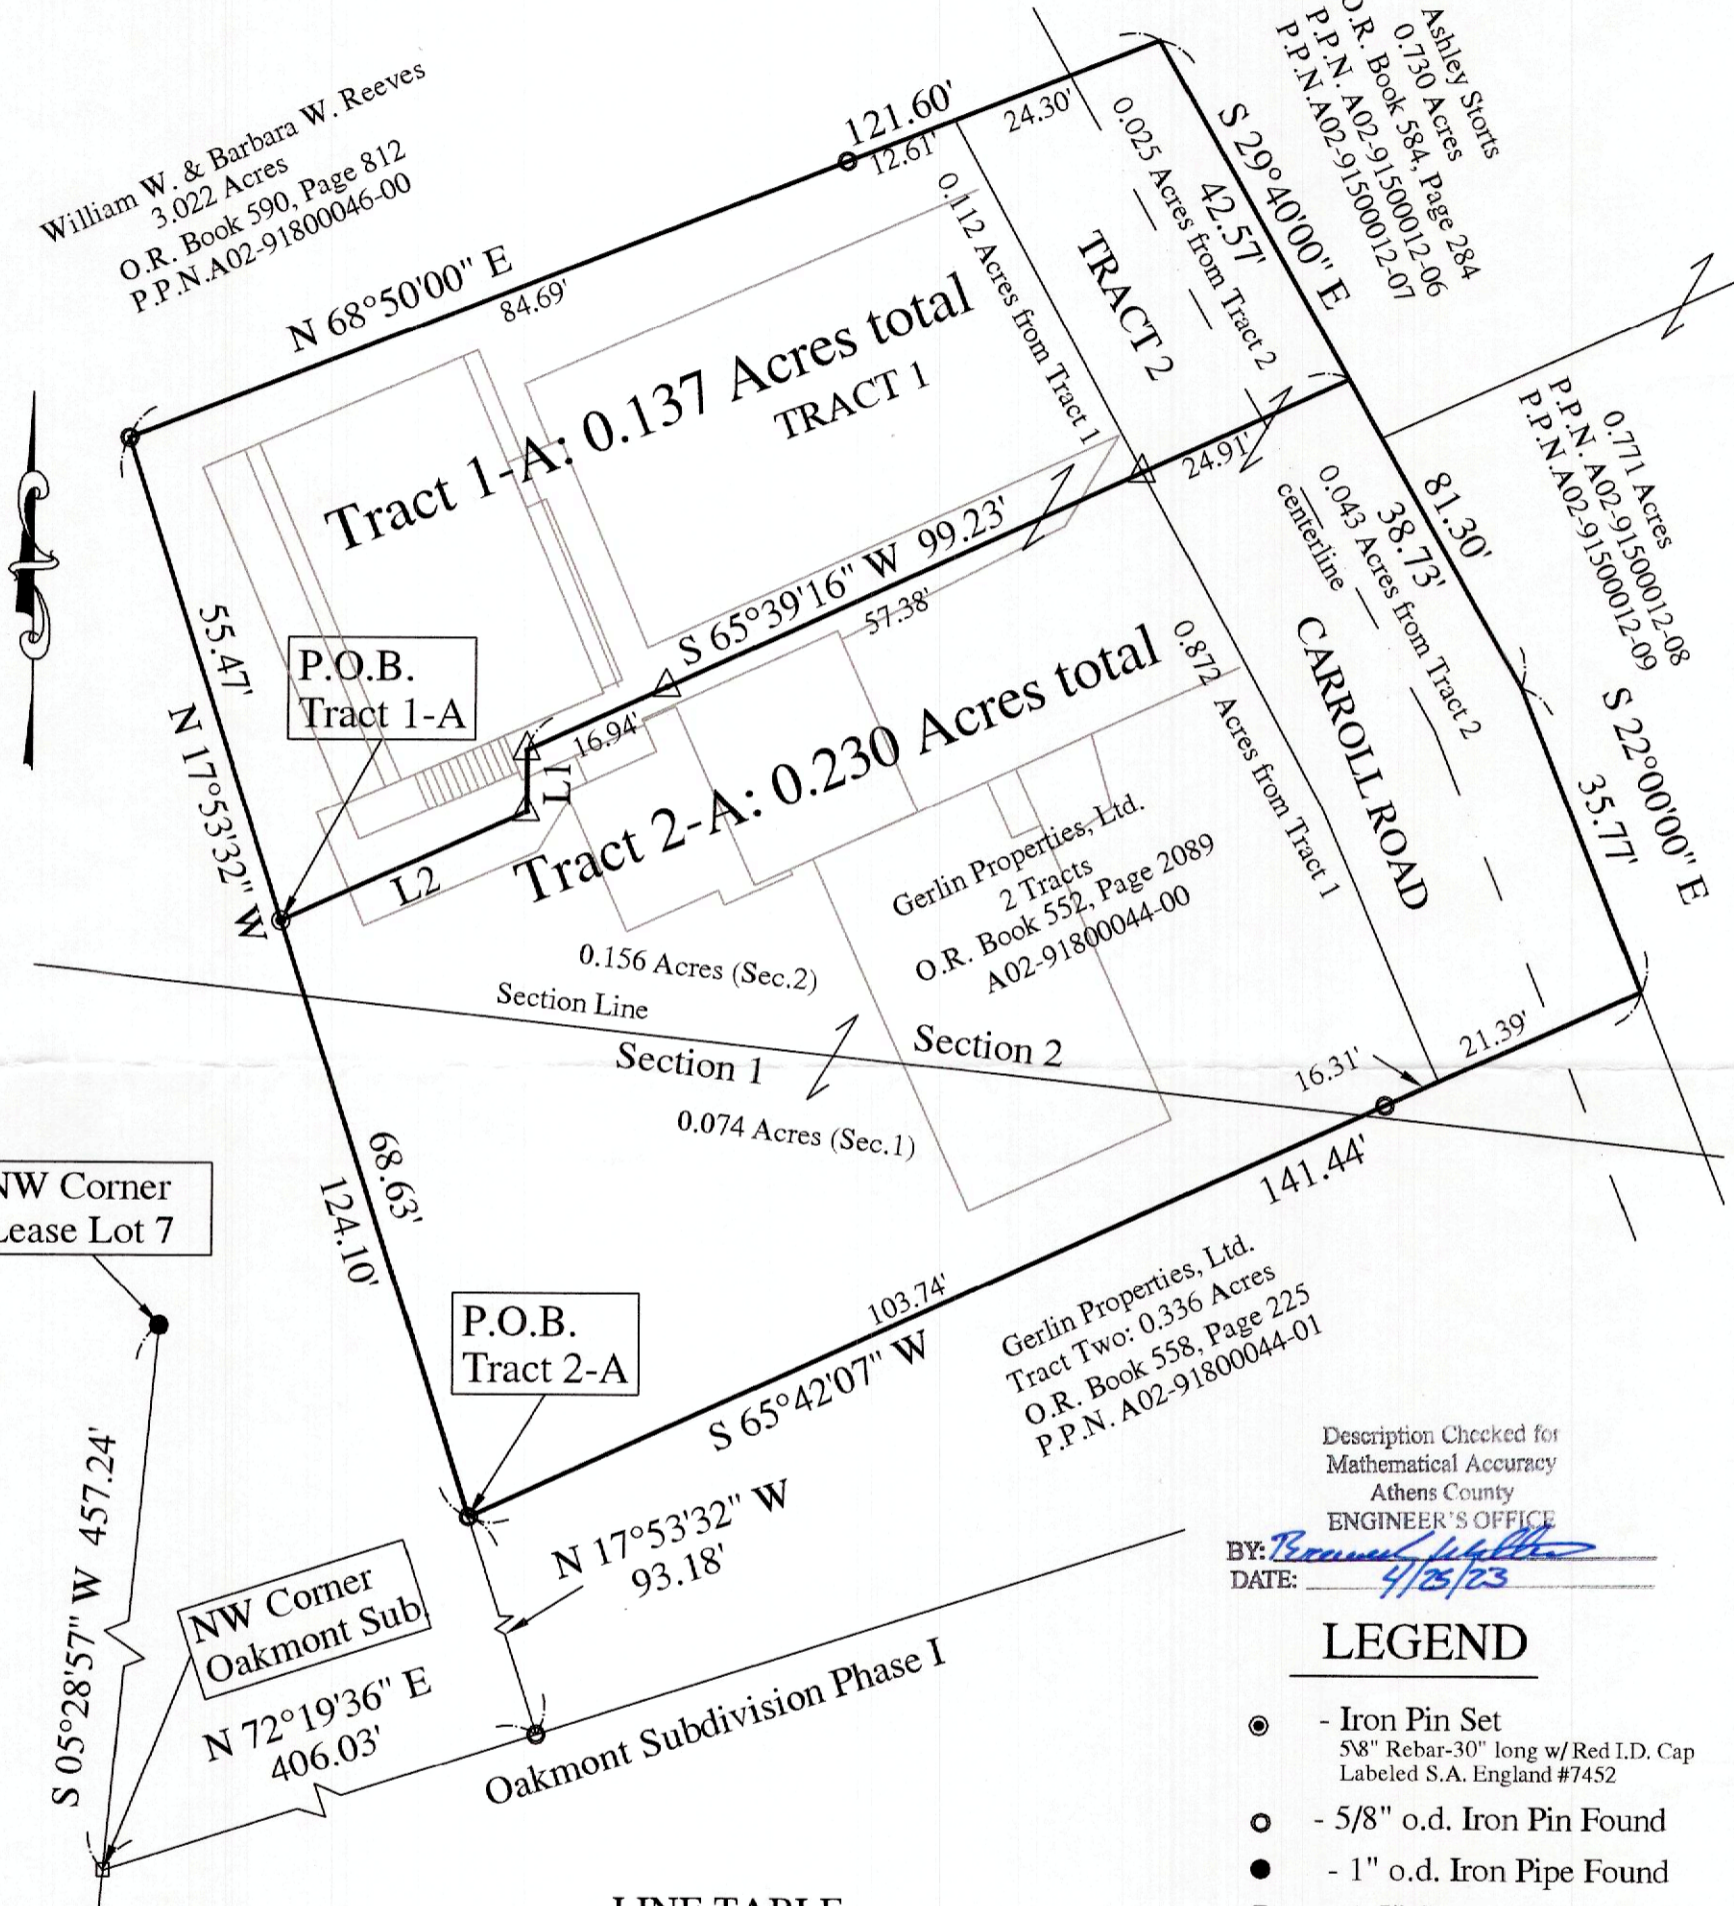 William W. & Barbara W. Reeves
3.022 Acres
O.R. Book 590, Page 812
P.P.N.A02-91800046-00
Ashley Storts
0.730 Acres
O.R. Book 584, Page 284
P.P.N. A02-91500012-06
P.P.N.A02-91500012-07
121.60'
12.61'
24.30'
N 68°50'00" E
84.69'
0.025 Acres from Tract 2
S 29°40'00" E
42.57'
TRACT 2
0.112 Acres from Tract 1
Tract 1-A: 0.137 Acres total
TRACT 1
0.771 Acres
P.P.N. A02-91500012-08
P.P.N.A02-91500012-09
24.91'
81.30'
38.73'
0.043 Acres from Tract 2
centerline
S 65°39'16" W 99.23'
57.38'
16.94'
55.47'
N 17°53'32" W
P.O.B.
Tract 1-A
L1
L2
Tract 2-A: 0.230 Acres total
0.872 Acres from Tract 1
CARROLL ROAD
S 22°00'00" E
35.77'
Gerlin Properties, Ltd.
2 Tracts
O.R. Book 552, Page 2089
A02-91800044-00
0.156 Acres (Sec.2)
Section Line
Section 1
Section 2
0.074 Acres (Sec.1)
16.31'
21.39'
68.63'
124.10'
141.44'
103.74'
S 65°42'07" W
NW Corner
Lease Lot 7
P.O.B.
Tract 2-A
Gerlin Properties, Ltd.
Tract Two: 0.336 Acres
O.R. Book 558, Page 225
P.P.N. A02-91800044-01
S 05°28'57" W 457.24'
N 17°53'32" W
93.18'
NW Corner
Oakmont Sub.
N 72°19'36" E
406.03'
Oakmont Subdivision Phase I
Description Checked for
Mathematical Accuracy
Athens County
ENGINEER'S OFFICE
BY:
DATE: 4/25/23
LEGEND
- Iron Pin Set
5\8" Rebar-30" long w/ Red I.D. Cap
Labeled S.A. England #7452
- 5/8" o.d. Iron Pin Found
- 1" o.d. Iron Pipe Found
LINE TABLE